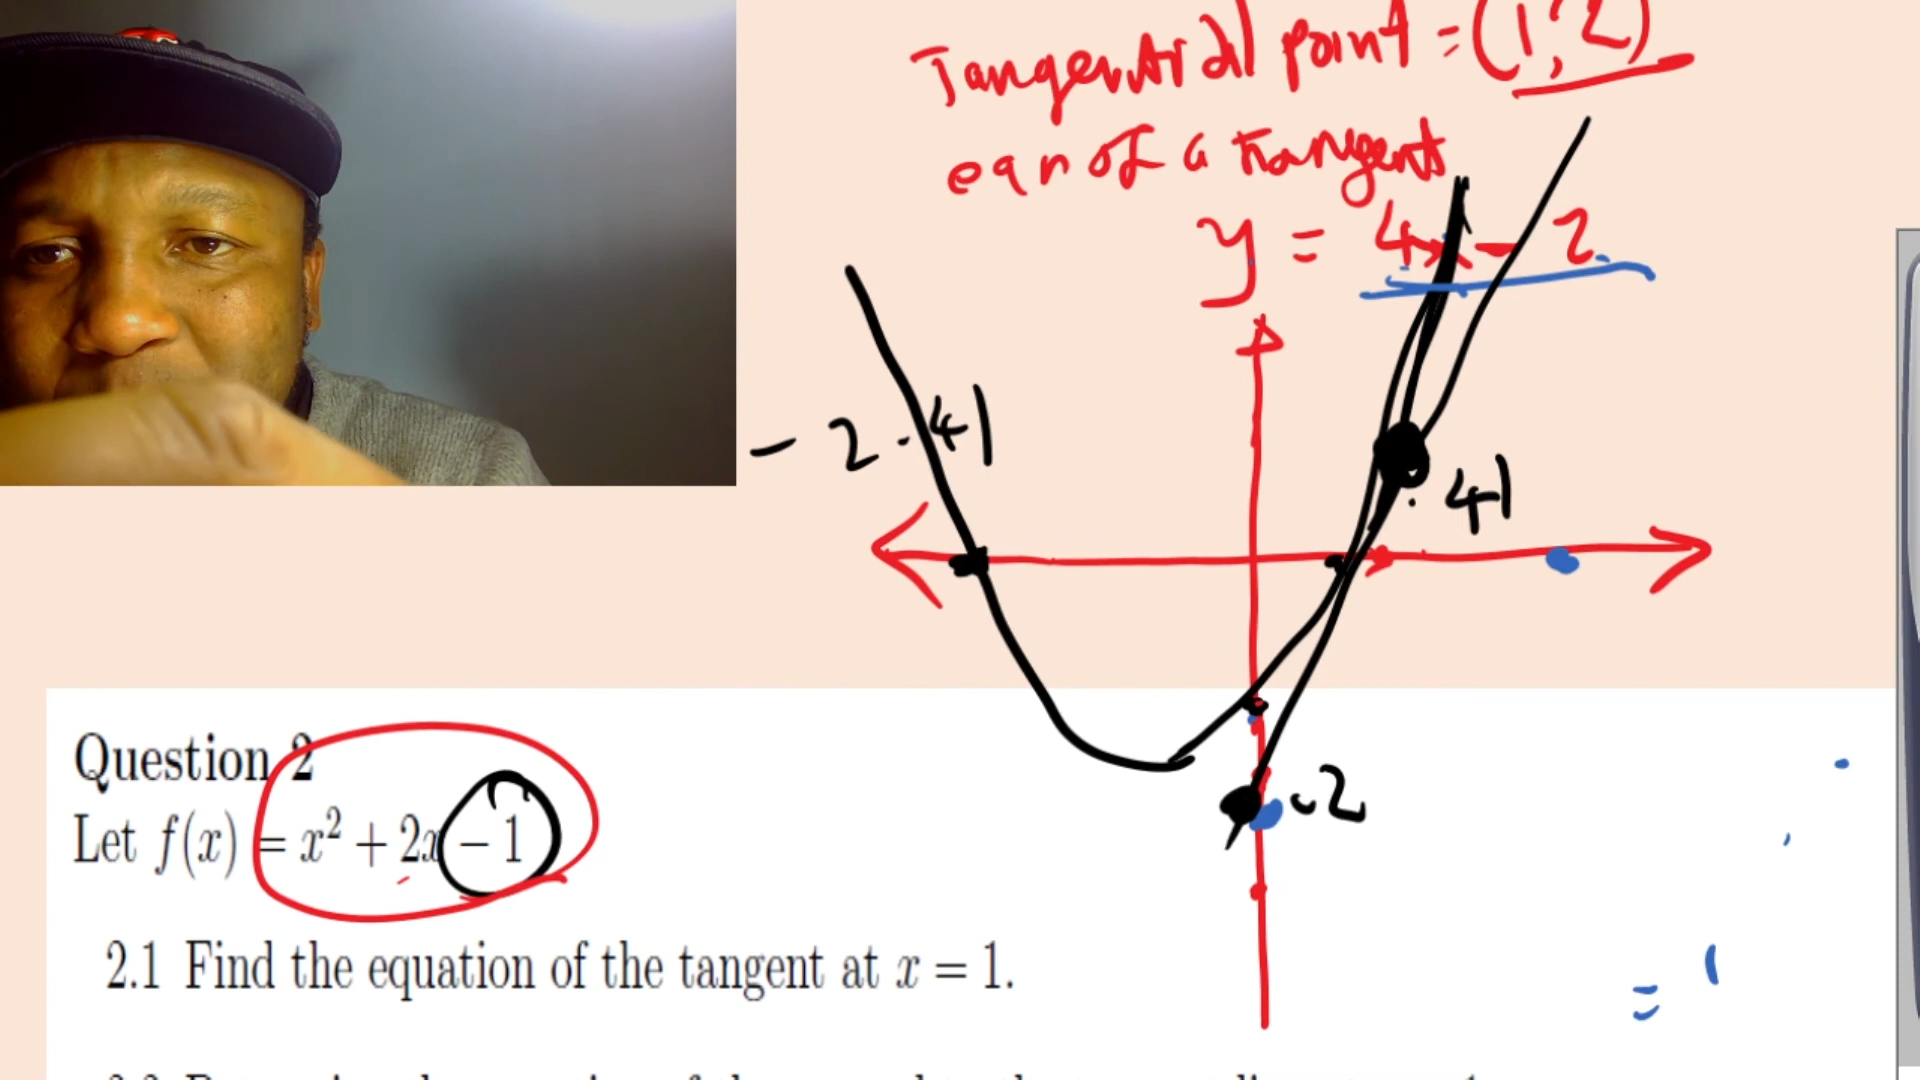 Tangential point = (1;2)
eqn of a tangent
y = 4x - 2
- 2.41
.41
-2
Question 2
Let f(x) = x² + 2x - 1
2.1 Find the equation of the tangent at x = 1.
=